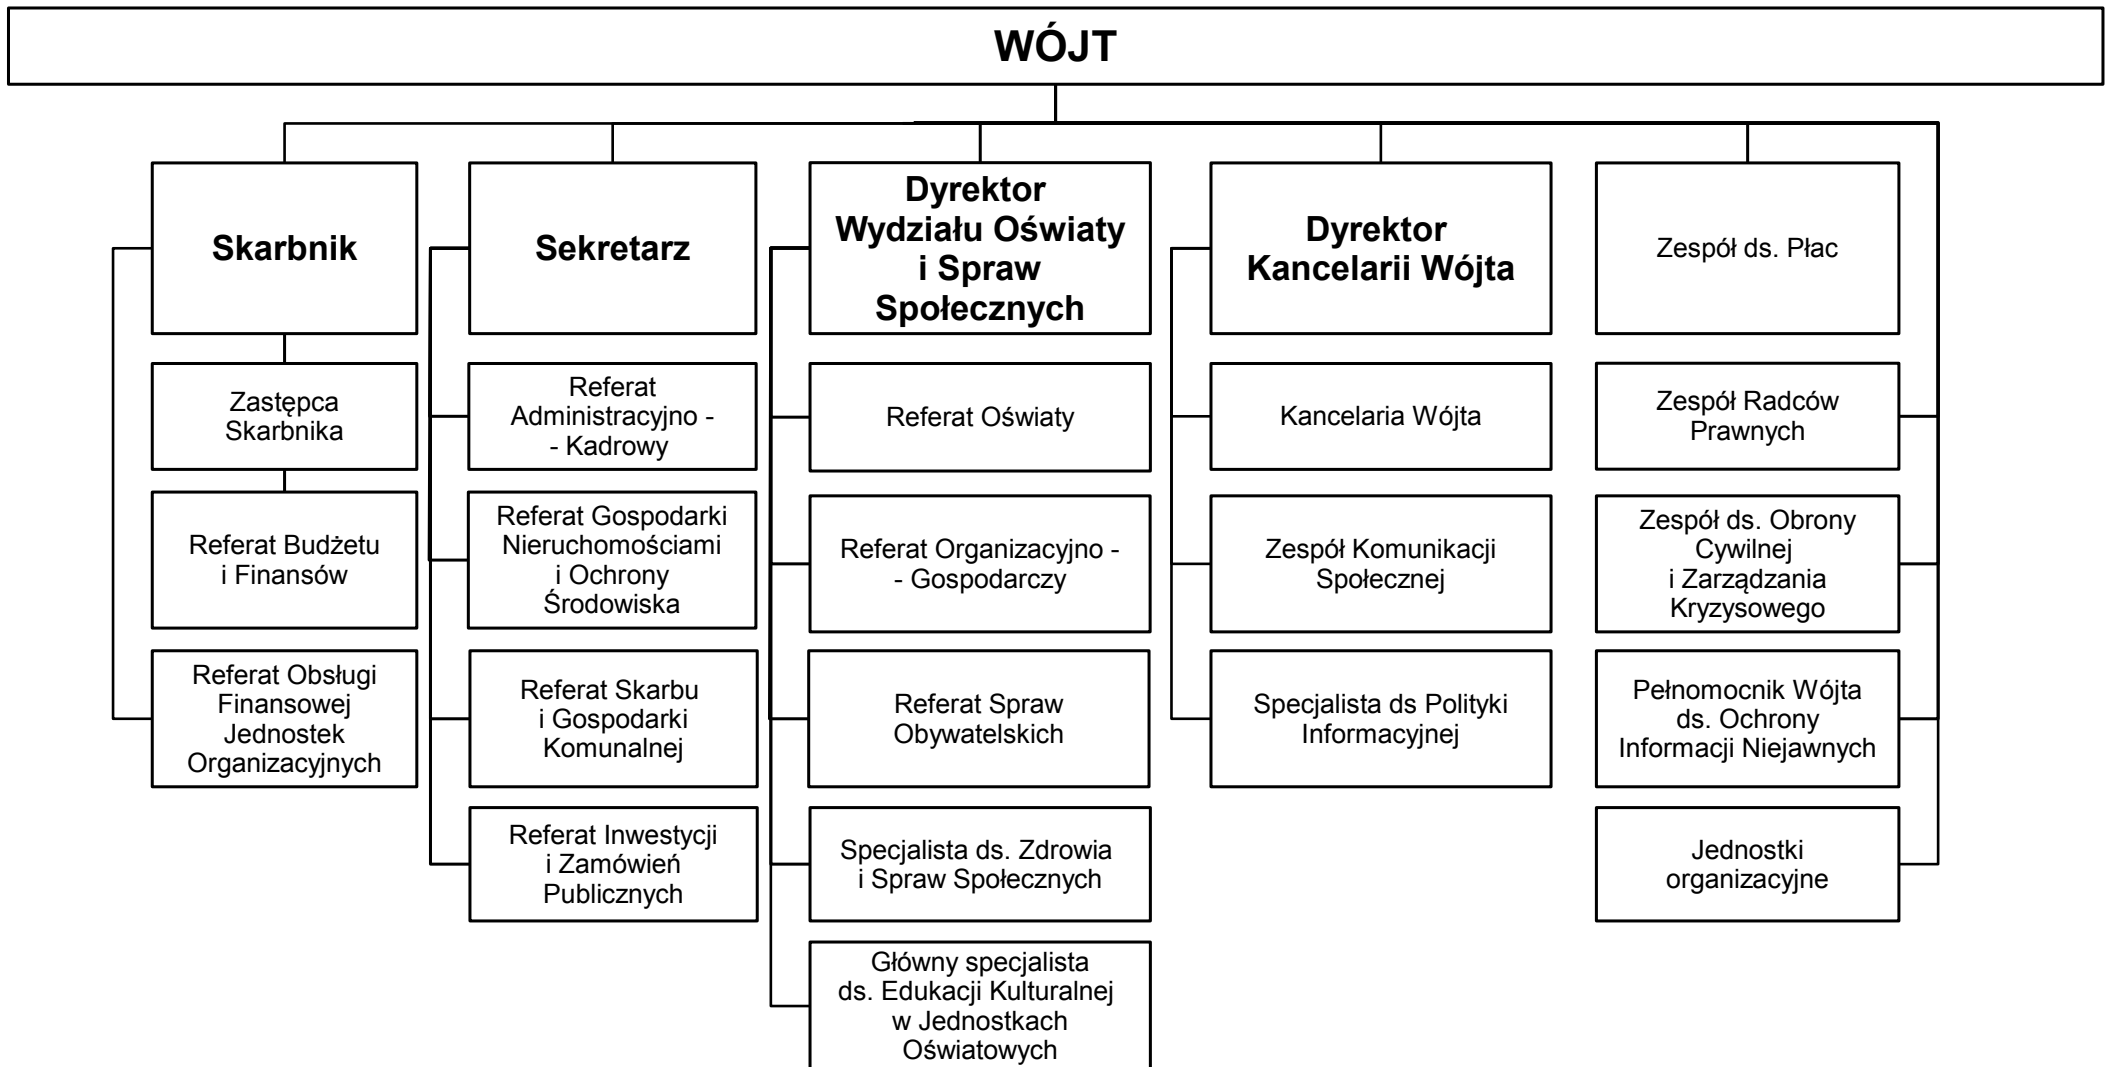 WÓJT
Skarbnik
Sekretarz
Dyrektor
Wydziału Oświaty
i Spraw
Społecznych
Dyrektor
Kancelarii Wójta
Zespół ds. Płac
Zastępca
Skarbnika
Referat
Administracyjno -
- Kadrowy
Referat Oświaty
Kancelaria Wójta
Zespół Radców
Prawnych
Referat Budżetu
i Finansów
Referat Gospodarki
Nieruchomościami
i Ochrony
Środowiska
Referat Organizacyjno -
- Gospodarczy
Zespół Komunikacji
Społecznej
Zespół ds. Obrony
Cywilnej
i Zarządzania
Kryzysowego
Referat Obsługi
Finansowej
Jednostek
Organizacyjnych
Referat Skarbu
i Gospodarki
Komunalnej
Referat Spraw
Obywatelskich
Specjalista ds Polityki
Informacyjnej
Pełnomocnik Wójta
ds. Ochrony
Informacji Niejawnych
Referat Inwestycji
i Zamówień
Publicznych
Specjalista ds. Zdrowia
i Spraw Społecznych
Jednostki
organizacyjne
Główny specjalista
ds. Edukacji Kulturalnej
w Jednostkach
Oświatowych